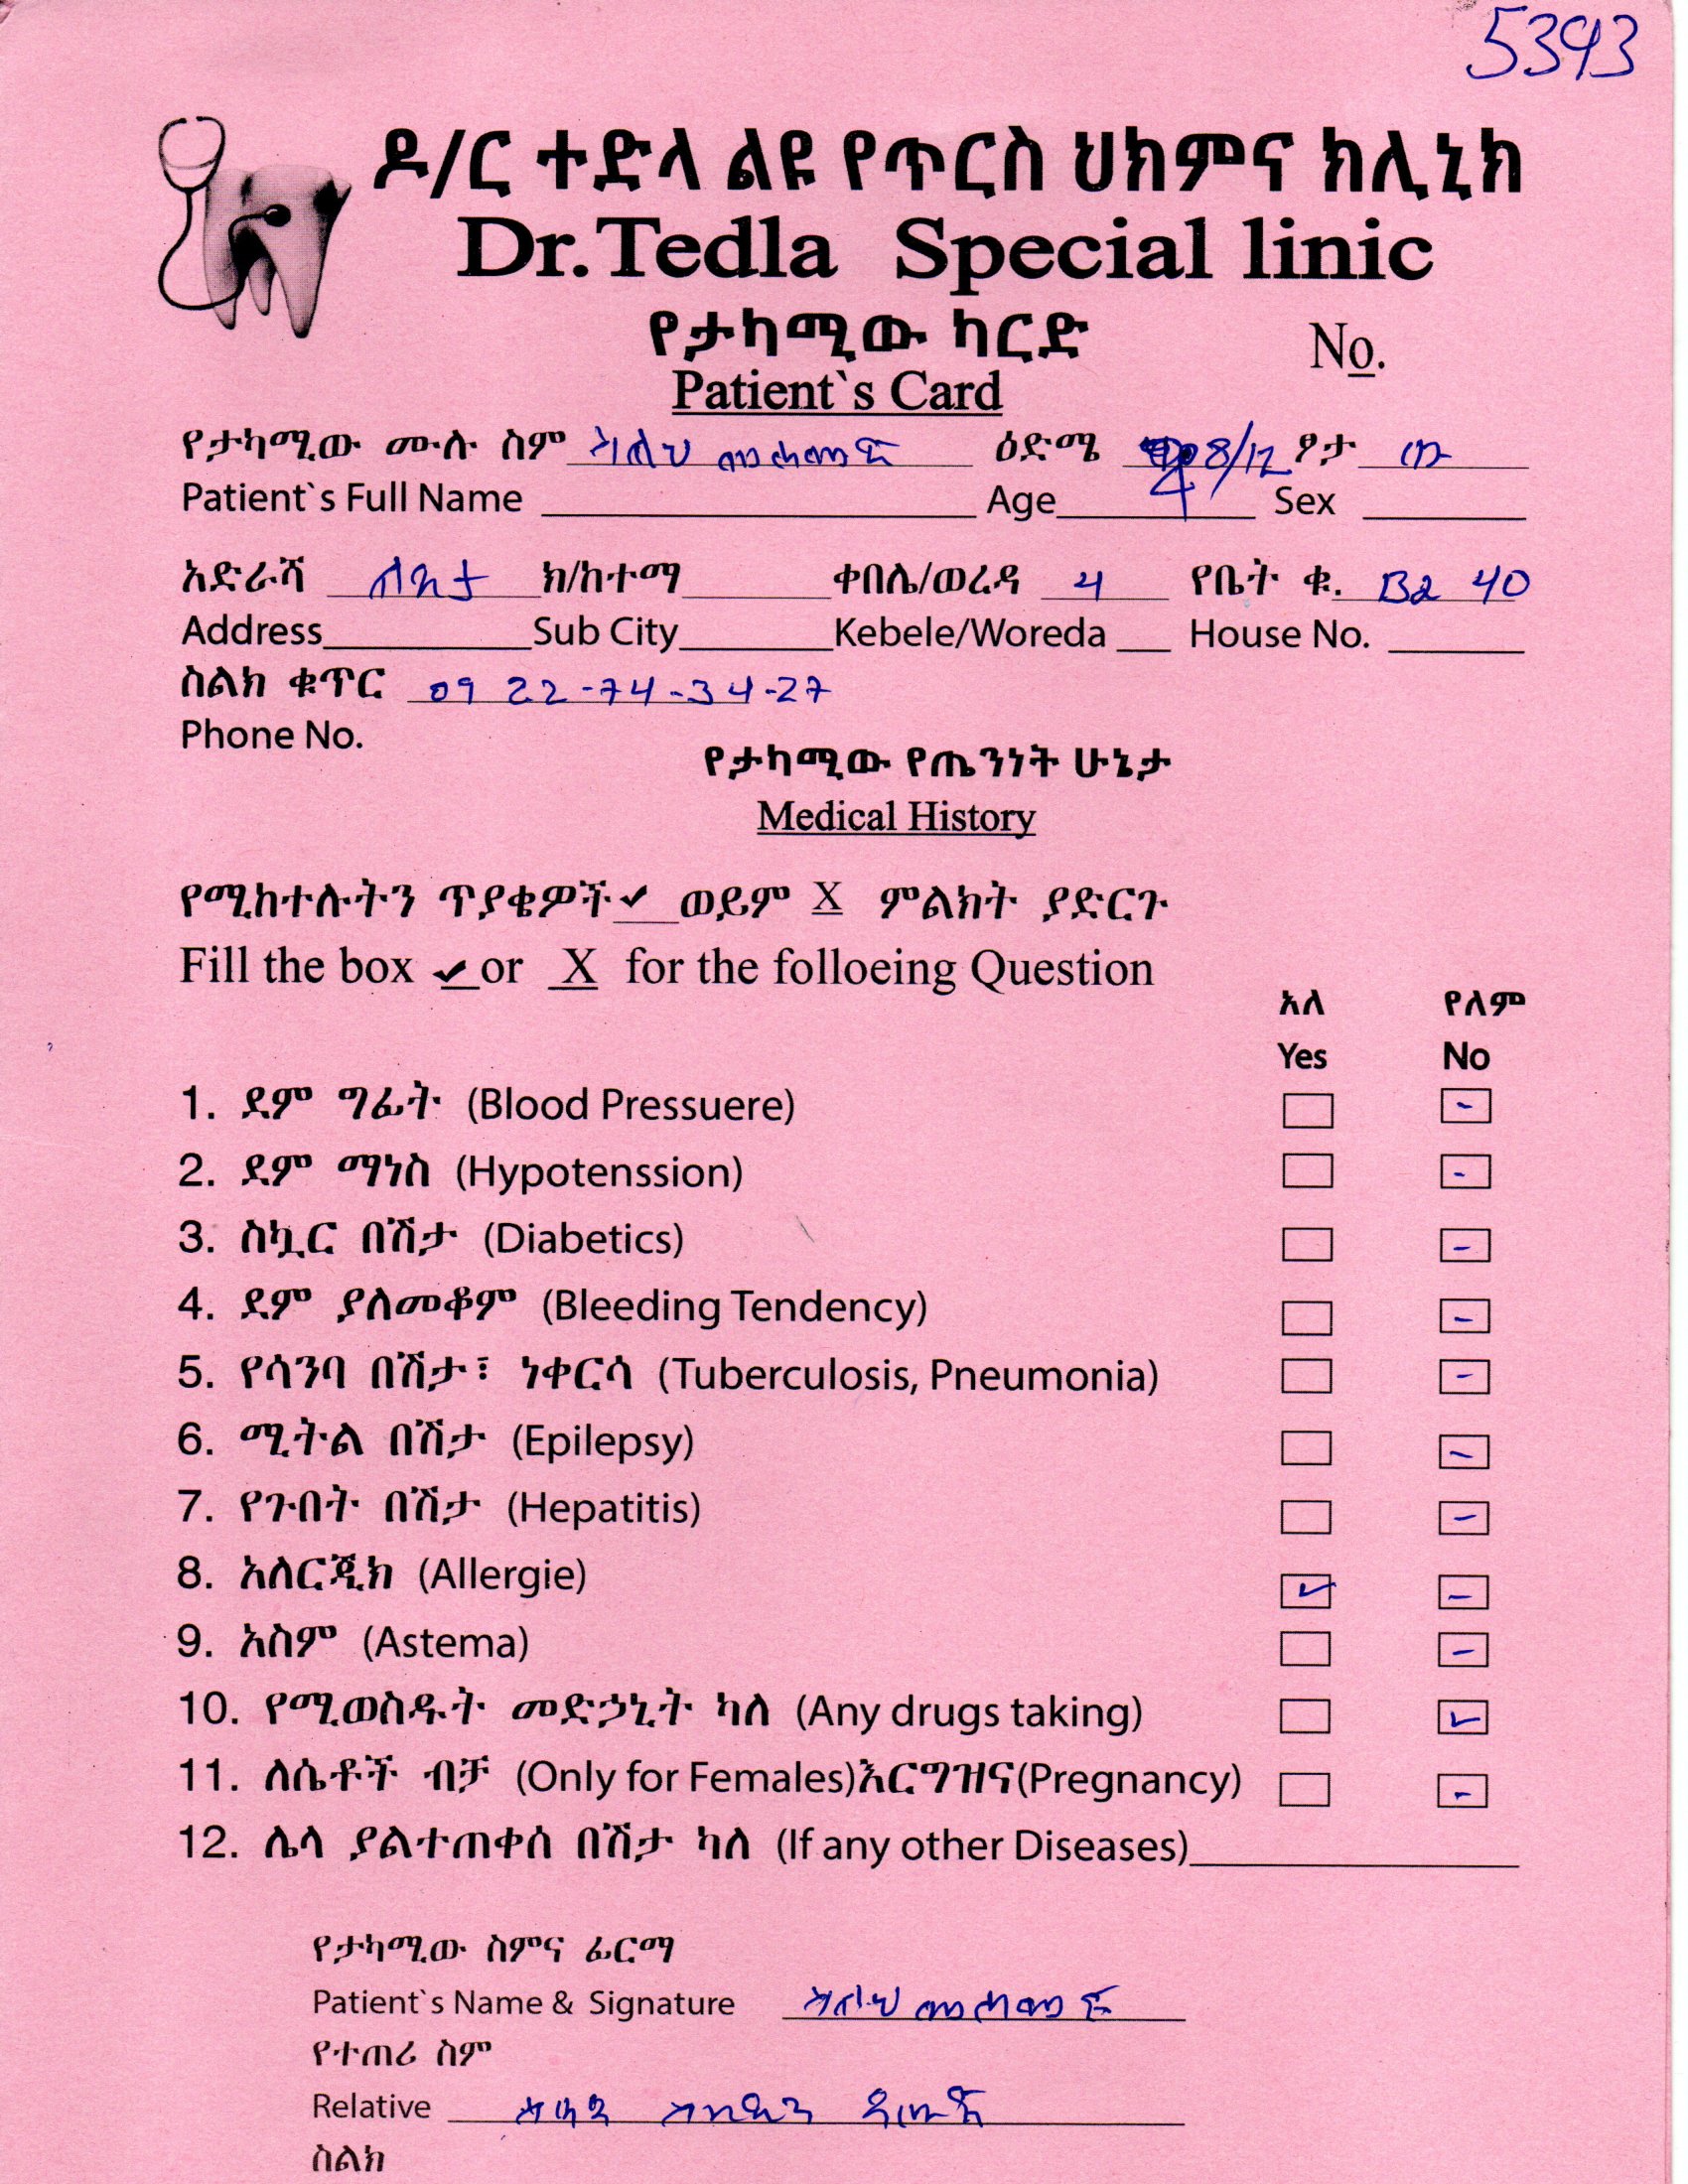 5393
ዶ/ር ተድላ ልዩ የጥርስ ህክምና ክሊኒክ
Dr.Tedla Special linic
የታካሚው ካርድ
No.
Patient`s Card
የታካሚው ሙሉ ስም ሳሊህ መሐመድ ዕድሜ 4 8/12 ፆታ ወ
Patient`s Full Name Age Sex
አድራሻ ለቡ ክ/ከተማ ቀበሌ/ወረዳ 4 የቤት ቁ. B2 40
Address Sub City Kebele/Woreda House No.
ስልክ ቁጥር 09 22-74-34-27
Phone No.
የታካሚው የጤንነት ሁኔታ
Medical History
የሚከተሉትን ጥያቄዎች ✓ ወይም X ምልክት ያድርጉ
Fill the box ✓ or X for the folloeing Question
አለ የለም
Yes No
1. ደም ግፊት (Blood Pressuere) -
2. ደም ማነስ (Hypotenssion) -
3. ስኳር በሽታ (Diabetics) -
4. ደም ያለመቆም (Bleeding Tendency) -
5. የሳንባ በሽታ፣ ነቀርሳ (Tuberculosis, Pneumonia) -
6. ሚትል በሽታ (Epilepsy) -
7. የጉበት በሽታ (Hepatitis) -
8. አለርጂክ (Allergie) ✓ -
9. አስም (Astema) -
10. የሚወስዱት መድኃኒት ካለ (Any drugs taking) ✓
11. ለሴቶች ብቻ (Only for Females)እርግዝና(Pregnancy) -
12. ሌላ ያልተጠቀሰ በሽታ ካለ (If any other Diseases)
የታካሚው ስምና ፊርማ
Patient`s Name & Signature ሳሊህ መሐመድ
የተጠሪ ስም
Relative
ስልክ